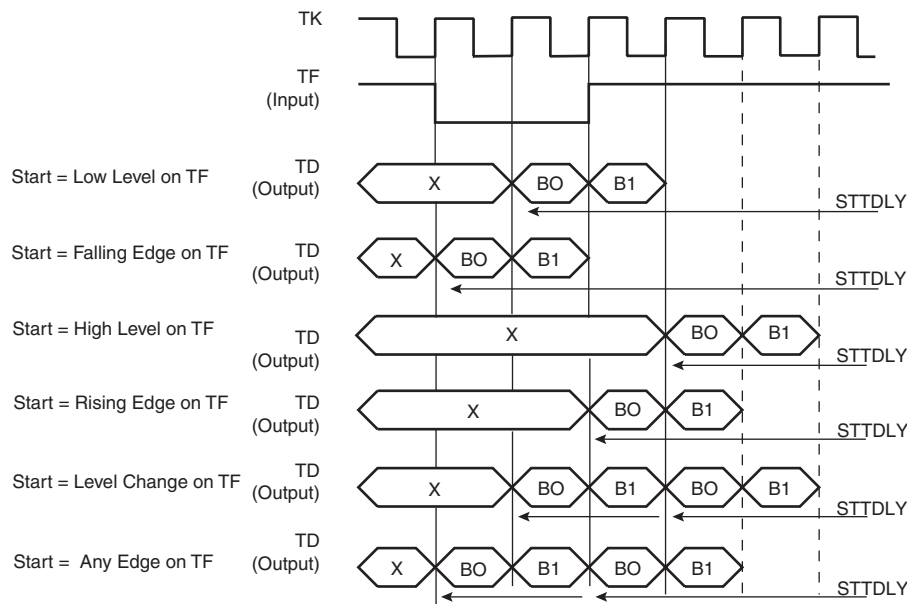 TK
TF
(Input)
Start = Low Level on TF
TD
(Output)
X
BO
B1
STTDLY
Start = Falling Edge on TF
TD
(Output)
X
BO
B1
STTDLY
Start = High Level on TF
TD
(Output)
X
BO
B1
STTDLY
Start = Rising Edge on TF
TD
(Output)
X
BO
B1
STTDLY
Start = Level Change on TF
TD
(Output)
X
BO
B1
BO
B1
STTDLY
Start = Any Edge on TF
TD
(Output)
X
BO
B1
BO
B1
STTDLY